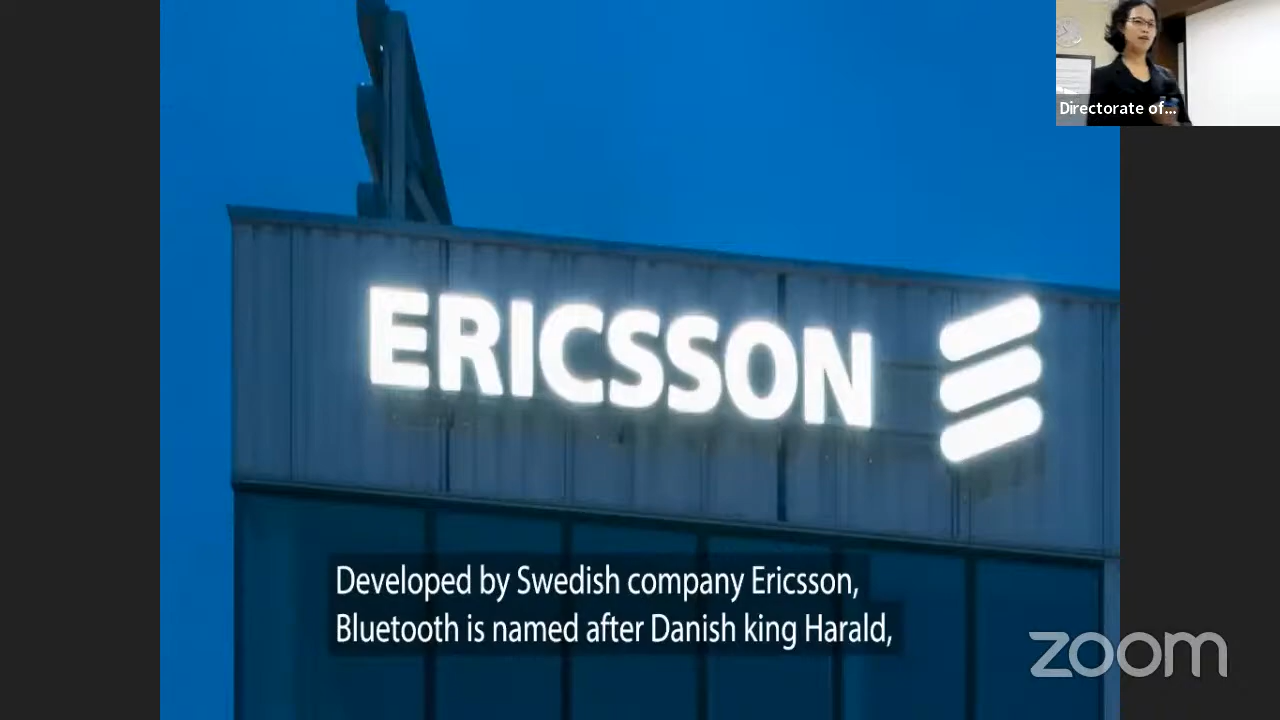 Directorate of...
ERICSSON
Developed by Swedish company Ericsson,
Bluetooth is named after Danish king Harald,
zoom